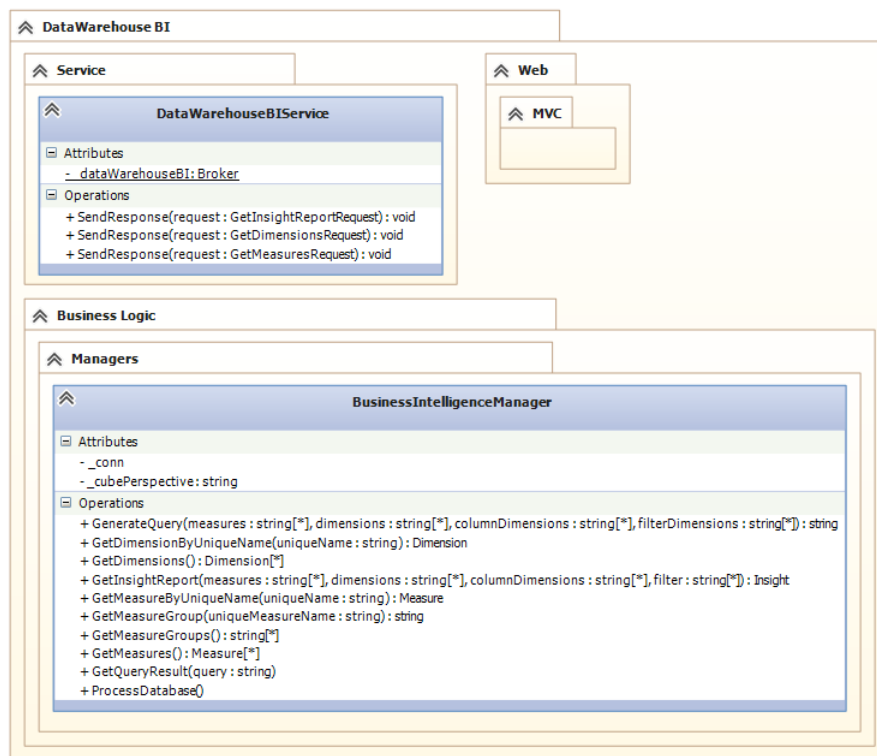 DataWarehouse BI
Service
Web
DataWarehouseBIService
MVC
Attributes
- _dataWarehouseBI: Broker
Operations
+ SendResponse(request : GetInsightReportRequest) : void
+ SendResponse(request : GetDimensionsRequest) : void
+ SendResponse(request : GetMeasuresRequest) : void
Business Logic
Managers
BusinessIntelligenceManager
Attributes
- _conn
- _cubePerspective : string
Operations
+ GenerateQuery(measures : string[*], dimensions : string[*], columnDimensions : string[*], filterDimensions : string[*]) : string
+ GetDimensionByUniqueName(uniqueName : string) : Dimension
+ GetDimensions() : Dimension[*]
+ GetInsightReport(measures : string[*], dimensions : string[*], columnDimensions : string[*], filter : string[*]) : Insight
+ GetMeasureByUniqueName(uniqueName : string) : Measure
+ GetMeasureGroup(uniqueMeasureName : string) : string
+ GetMeasureGroups() : string[*]
+ GetMeasures() : Measure[*]
+ GetQueryResult(query : string)
+ ProcessDatabase()